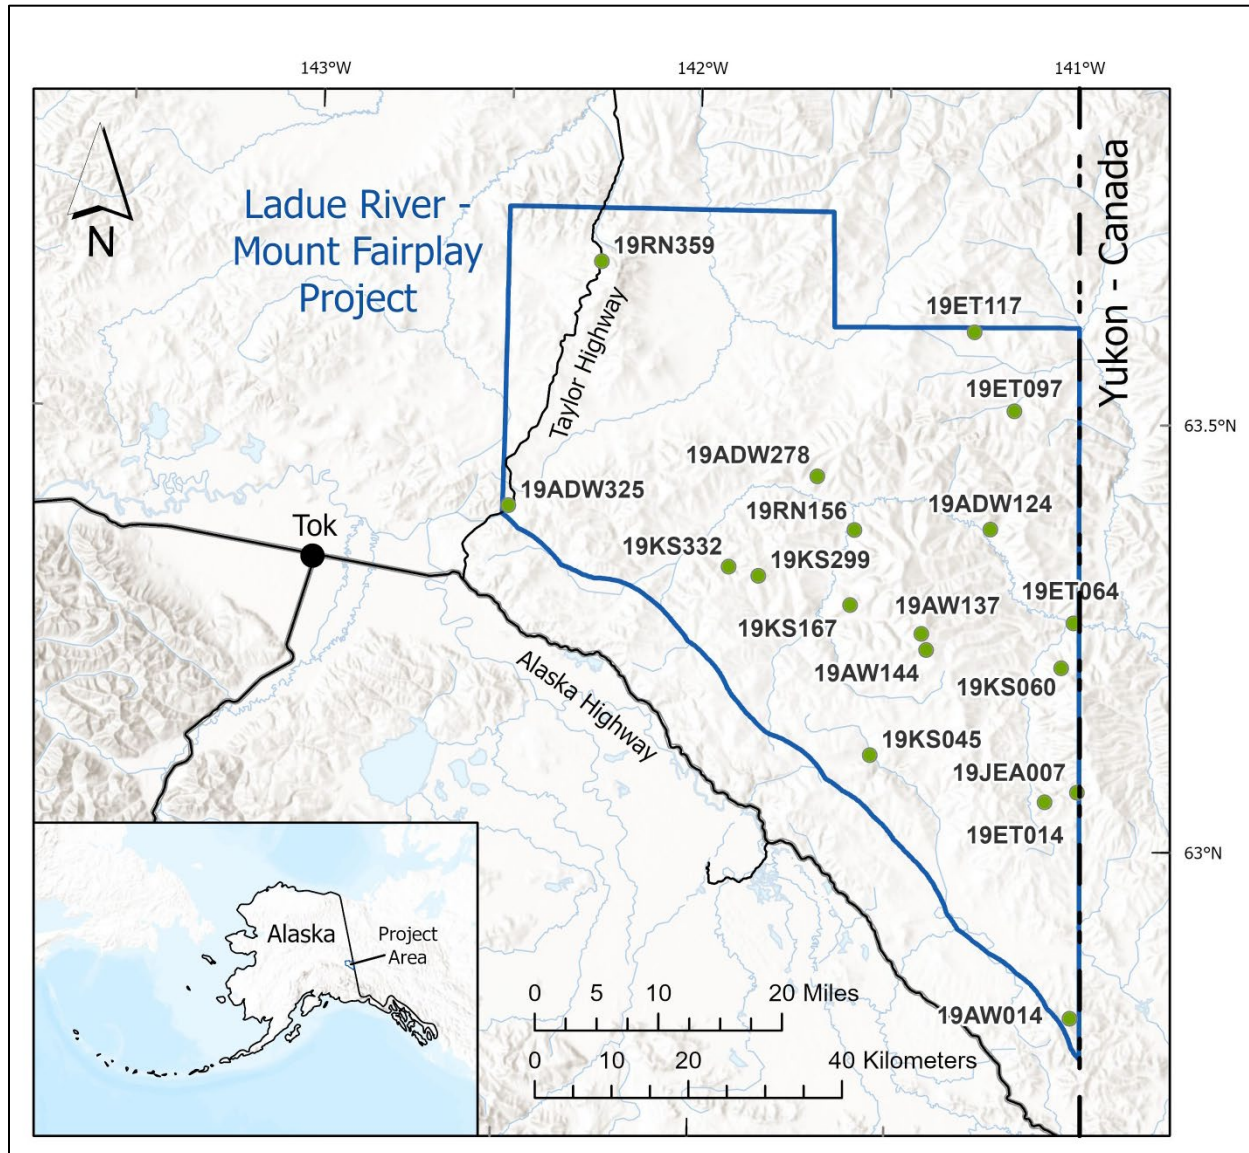 143°W
142°W
141°W
N
Ladue River -
Mount Fairplay
Project
19RN359
Taylor Highway
Yukon - Canada
19ET117
19ET097
63.5°N
19ADW278
19ADW325
19RN156
19ADW124
Tok
19KS332
19KS299
19ET064
19KS167
19AW137
19AW144
19KS060
Alaska Highway
19KS045
19JEA007
19ET014
63°N
Alaska
Project
Area
0 5 10 20 Miles
0 10 20 40 Kilometers
19AW014